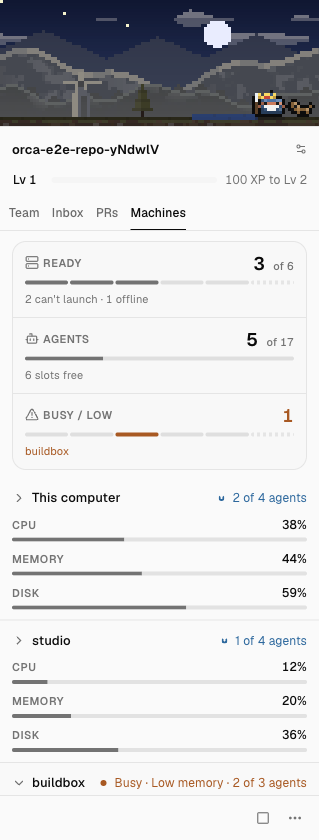 orca-e2e-repo-yNdwlV
Lv 1 100 XP to Lv 2
Team Inbox PRs Machines
READY 3 of 6
2 can't launch · 1 offline
AGENTS 5 of 17
6 slots free
BUSY / LOW 1
buildbox
This computer 2 of 4 agents
CPU 38%
MEMORY 44%
DISK 59%
studio 1 of 4 agents
CPU 12%
MEMORY 20%
DISK 36%
buildbox Busy · Low memory · 2 of 3 agents